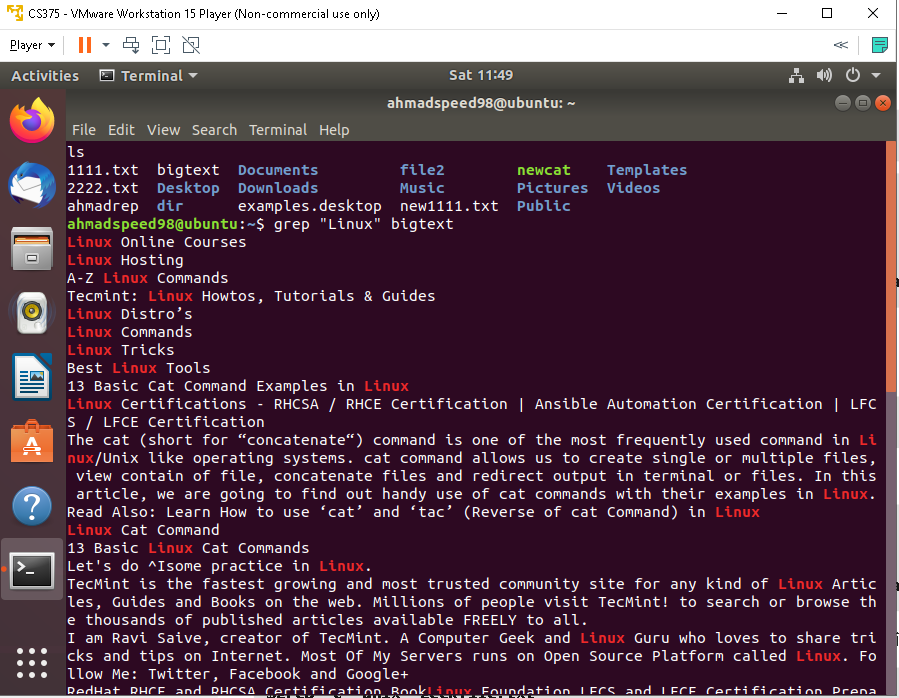 CS375 - VMware Workstation 15 Player (Non-commercial use only)
Player
Activities Terminal Sat 11:49
ahmadspeed98@ubuntu: ~
File Edit View Search Terminal Help
ls
1111.txt bigtext Documents file2 newcat Templates
2222.txt Desktop Downloads Music Pictures Videos
ahmadrep dir examples.desktop new1111.txt Public
ahmadspeed98@ubuntu:~$ grep "Linux" bigtext
Linux Online Courses
Linux Hosting
A-Z Linux Commands
Tecmint: Linux Howtos, Tutorials & Guides
Linux Distro’s
Linux Commands
Linux Tricks
Best Linux Tools
13 Basic Cat Command Examples in Linux
Linux Certifications - RHCSA / RHCE Certification | Ansible Automation Certification | LFC
S / LFCE Certification
The cat (short for “concatenate“) command is one of the most frequently used command in Li
nux/Unix like operating systems. cat command allows us to create single or multiple files,
view contain of file, concatenate files and redirect output in terminal or files. In this
article, we are going to find out handy use of cat commands with their examples in Linux.
Read Also: Learn How to use ‘cat’ and ‘tac’ (Reverse of cat Command) in Linux
Linux Cat Command
13 Basic Linux Cat Commands
Let's do ^Isome practice in Linux.
TecMint is the fastest growing and most trusted community site for any kind of Linux Artic
les, Guides and Books on the web. Millions of people visit TecMint! to search or browse th
e thousands of published articles available FREELY to all.
I am Ravi Saive, creator of TecMint. A Computer Geek and Linux Guru who loves to share tri
cks and tips on Internet. Most Of My Servers runs on Open Source Platform called Linux. Fo
llow Me: Twitter, Facebook and Google+
RedHat RHCE and RHCSA Certification BookLinux Foundation LFCS and LFCE Certification Prepa